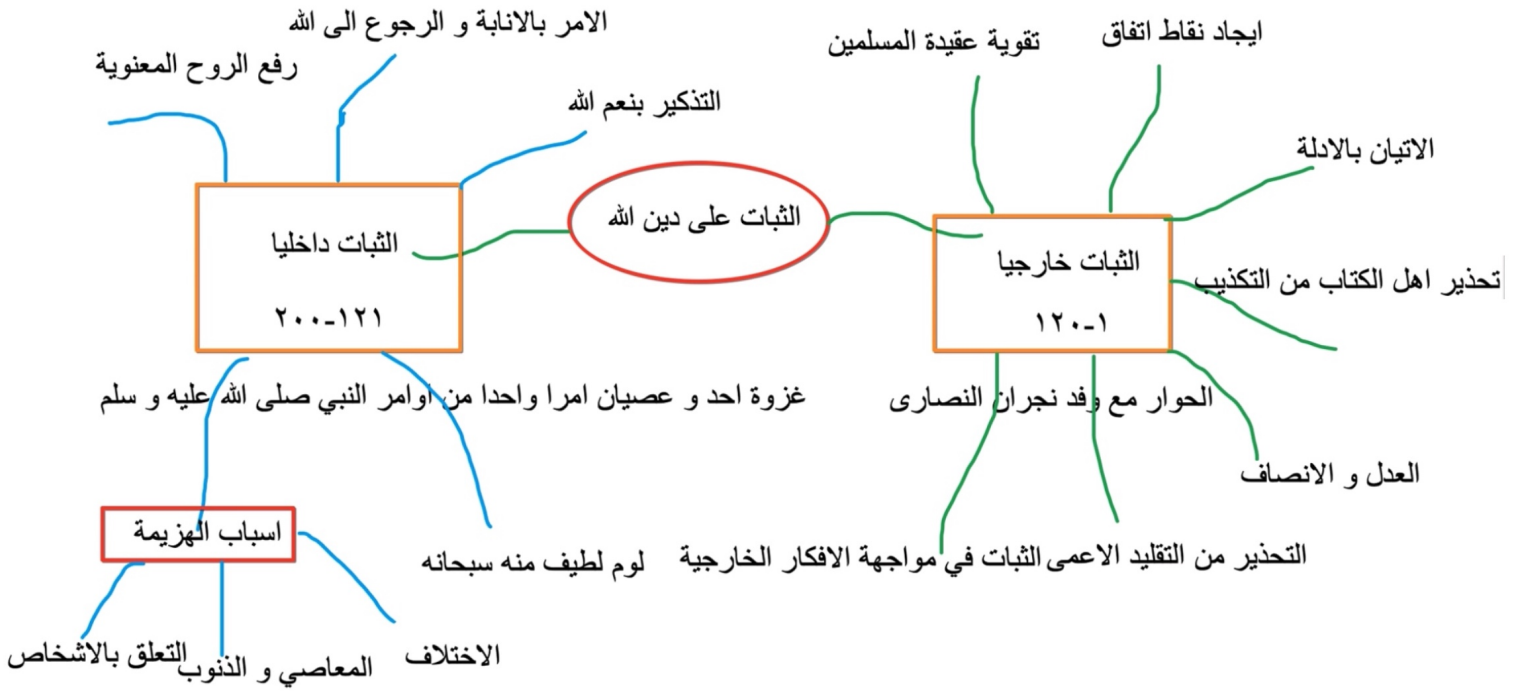 الثبات على دين الله
الثبات خارجيا
١-١٢٠
تقوية عقيدة المسلمين
ايجاد نقاط اتفاق
الاتيان بالادلة
تحذير اهل الكتاب من التكذيب
الحوار مع وفد نجران النصارى
العدل و الانصاف
التحذير من التقليد الاعمى
الثبات في مواجهة الافكار الخارجية
الثبات داخليا
١٢١-٢٠٠
التذكير بنعم الله
الامر بالانابة و الرجوع الى الله
رفع الروح المعنوية
غزوة احد و عصيان امرا واحدا من اوامر النبي صلى الله عليه و سلم
لوم لطيف منه سبحانه
اسباب الهزيمة
الاختلاف
المعاصي و الذنوب
التعلق بالاشخاص